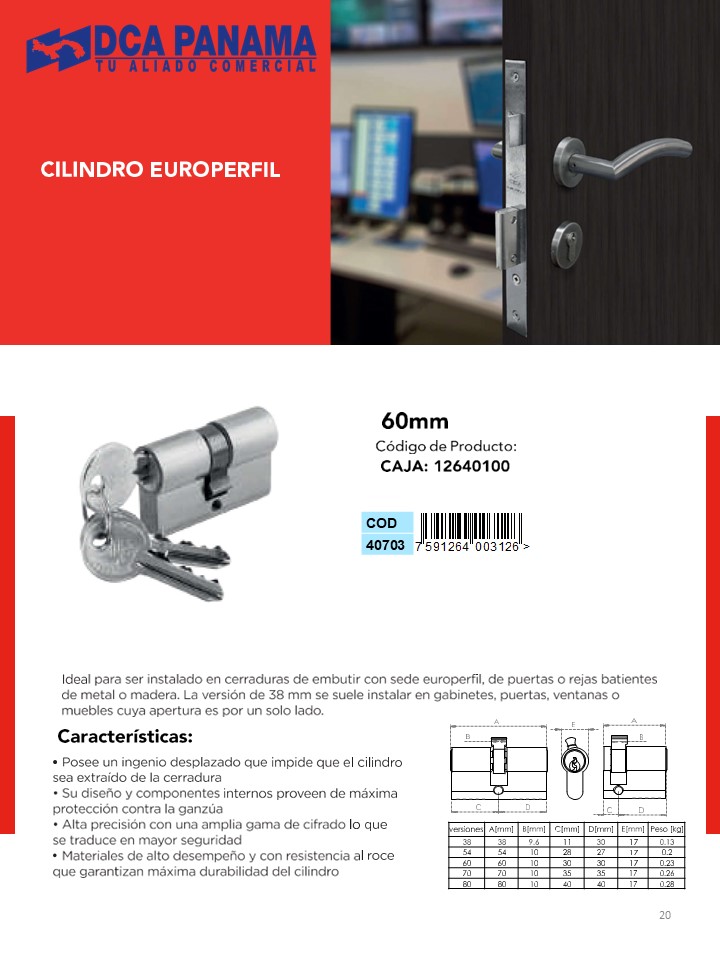 DCA PANAMA
TU ALIADO COMERCIAL
CILINDRO EUROPERFIL
60mm
Código de Producto:
CAJA: 12640100
COD
40703
7 591264 003126 >
Ideal para ser instalado en cerraduras de embutir con sede europerfil, de puertas o rejas batientes
de metal o madera. La versión de 38 mm se suele instalar en gabinetes, puertas, ventanas o
muebles cuya apertura es por un solo lado.
Características:
• Posee un ingenio desplazado que impide que el cilindro
sea extraído de la cerradura
• Su diseño y componentes internos proveen de máxima
protección contra la ganzúa
• Alta precisión con una amplia gama de cifrado lo que
se traduce en mayor seguridad
• Materiales de alto desempeño y con resistencia al roce
que garantizan máxima durabilidad del cilindro
A E A
B B
C D C D
versiones A[mm] B[mm] C[mm] D[mm] E[mm] Peso [kg]
38 38 9.6 11 30 17 0.13
54 54 10 28 27 17 0.2
60 60 10 30 30 17 0.23
70 70 10 35 35 17 0.26
80 80 10 40 40 17 0.28
20